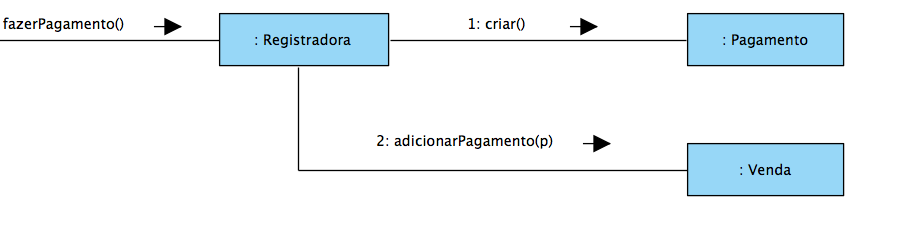 fazerPagamento()
: Registradora
1: criar()
: Pagamento
2: adicionarPagamento(p)
: Venda